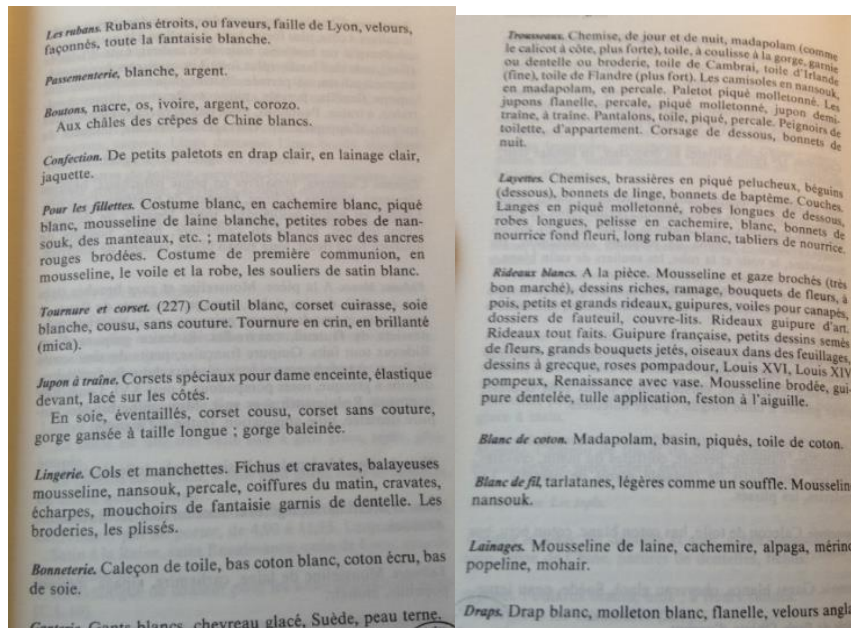 Les rubans. Rubans étroits, ou faveurs, faille de Lyon, velours,
façonnés, toute la fantaisie blanche.
Passementerie, blanche, argent.
Boutons, nacre, os, ivoire, argent, corozo.
Aux châles des crêpes de Chine blancs.
Confection. De petits paletots en drap clair, en lainage clair,
jaquette.
Pour les fillettes. Costume blanc, en cachemire blanc, piqué
blanc, mousseline de laine blanche, petites robes de nan-
souk, des manteaux, etc. ; matelots blancs avec des ancres
rouges brodées. Costume de première communion, en
mousseline, le voile et la robe, les souliers de satin blanc.
Tournure et corset. (227) Coutil blanc, corset cuirasse, soie
blanche, cousu, sans couture. Tournure en crin, en brillanté
(mica).
Jupon à traîne. Corsets spéciaux pour dame enceinte, élastique
devant, lacé sur les côtés.
En soie, éventaillés, corset cousu, corset sans couture,
gorge gansée à taille longue ; gorge baleinée.
Lingerie. Cols et manchettes. Fichus et cravates, balayeuses
mousseline, nansouk, percale, coiffures du matin, cravates,
écharpes, mouchoirs de fantaisie garnis de dentelle. Les
broderies, les plissés.
Bonneterie. Caleçon de toile, bas coton blanc, coton écru, bas
de soie.
Gants blancs, chevreau glacé, Suède, peau terne.
Trousseaux. Chemise, de jour et de nuit, madapolam (comme
le calicot à côte, plus forte), toile, à coulisse à la gorge, garnie
ou dentelle ou broderie, toile de Cambrai, toile d'Irlande
(fine), toile de Flandre (plus fort). Les camisoles en nansouk,
en madapolam, en percale. Paletot piqué molletonné. Les
jupons flanelle, percale, piqué molletonné, jupon demi-
traîne, à traîne. Pantalons, toile, piqué, percale. Peignoirs de
toilette, d'appartement. Corsage de dessous, bonnets de
nuit.
Layettes. Chemises, brassières en piqué pelucheux, béguins
(dessous), bonnets de linge, bonnets de baptême. Couches.
Langes en piqué molletonné, robes longues de dessous,
robes longues, pelisse en cachemire, blanc, bonnets de
nourrice fond fleuri, long ruban blanc, tabliers de nourrice.
Rideaux blancs. A la pièce. Mousseline et gaze brochés (très
bon marché), dessins riches, ramage, bouquets de fleurs, à
pois, petits et grands rideaux, guipures, voiles pour canapés,
dossiers de fauteuil, couvre-lits. Rideaux guipure d'art.
Rideaux tout faits. Guipure française, petits dessins semés
de fleurs, grands bouquets jetés, oiseaux dans des feuillages,
dessins à grecque, roses pompadour, Louis XVI, Louis XIV
pompeux, Renaissance avec vase. Mousseline brodée, gui-
pure dentelée, tulle application, feston à l'aiguille.
Blanc de coton. Madapolam, basin, piqués, toile de coton.
Blanc de fil, tarlatanes, légères comme un souffle. Mousseline
nansouk.
Lainages. Mousseline de laine, cachemire, alpaga, mérino
popeline, mohair.
Draps. Drap blanc, molleton blanc, flanelle, velours angla